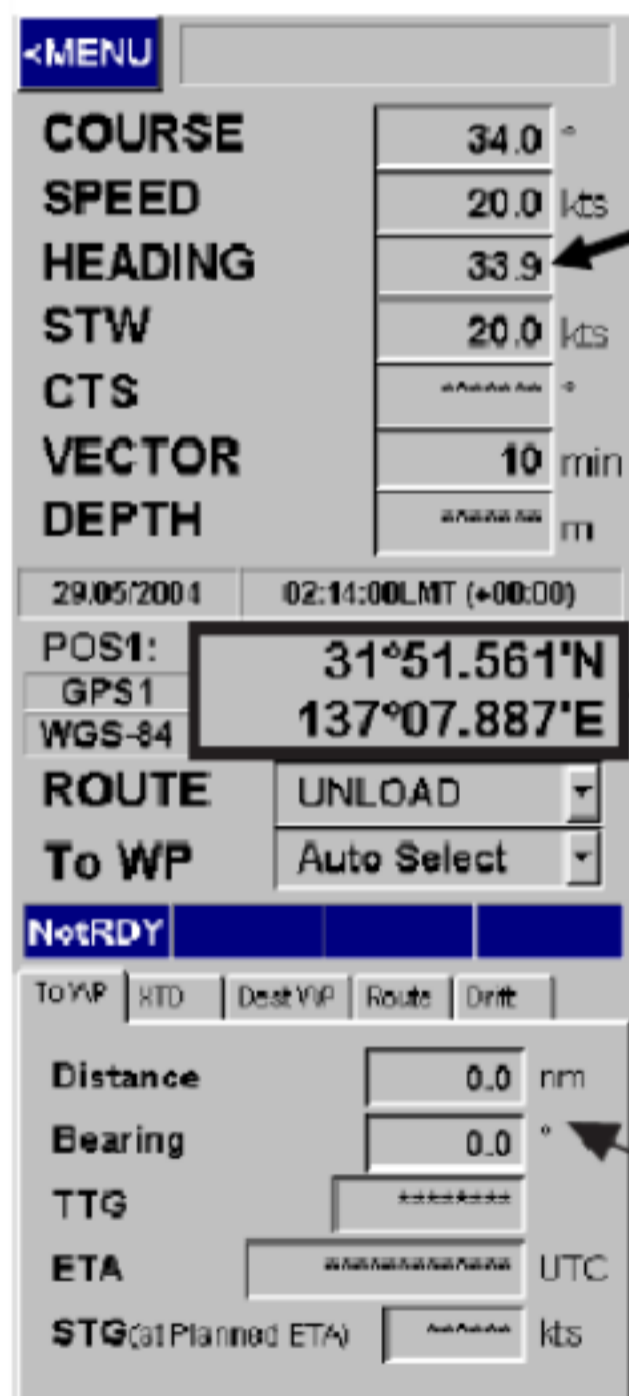 <MENU
COURSE 34.0 °
SPEED 20.0 kts
HEADING 33.9
STW 20.0 kts
CTS ****** °
VECTOR 10 min
DEPTH ****** m
29/05/2004 02:14:00LMT (+00:00)
POS1: 31°51.561'N
GPS1
WGS-84 137°07.887'E
ROUTE UNLOAD
To WP Auto Select
NotRDY
To WP XTD Dest WP Route Drift
Distance 0.0 nm
Bearing 0.0 °
TTG ********
ETA ************* UTC
STG(at Planned ETA) ****** kts